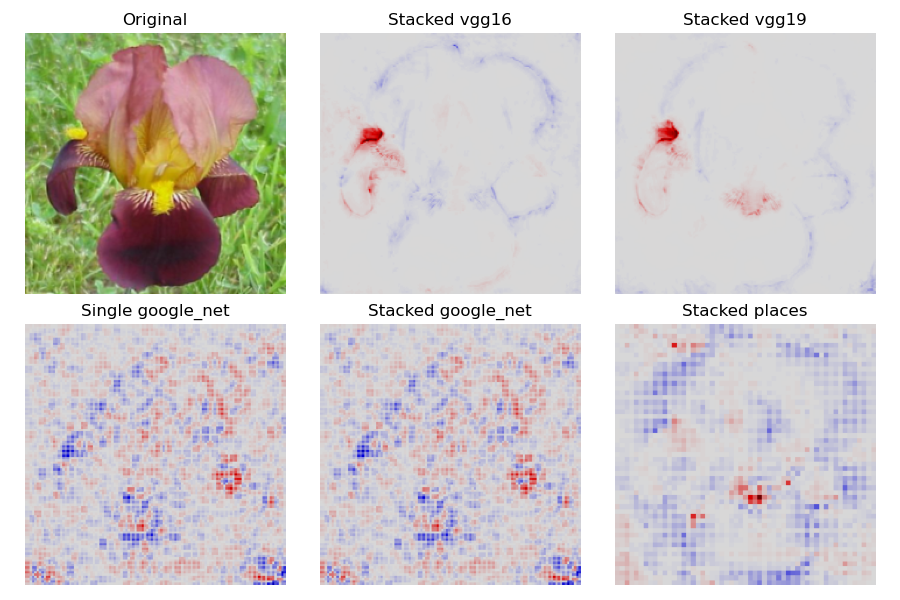 Original
Stacked vgg16
Stacked vgg19
Single google_net
Stacked google_net
Stacked places